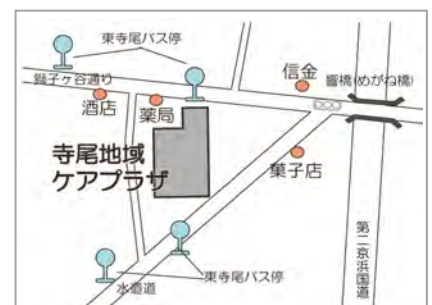 東寺尾バス停
獅子ヶ谷通り
信金
響橋(めがね橋)
酒店
薬局
寺尾地域
ケアプラザ
菓子店
第二京浜国道
東寺尾バス停
水道道